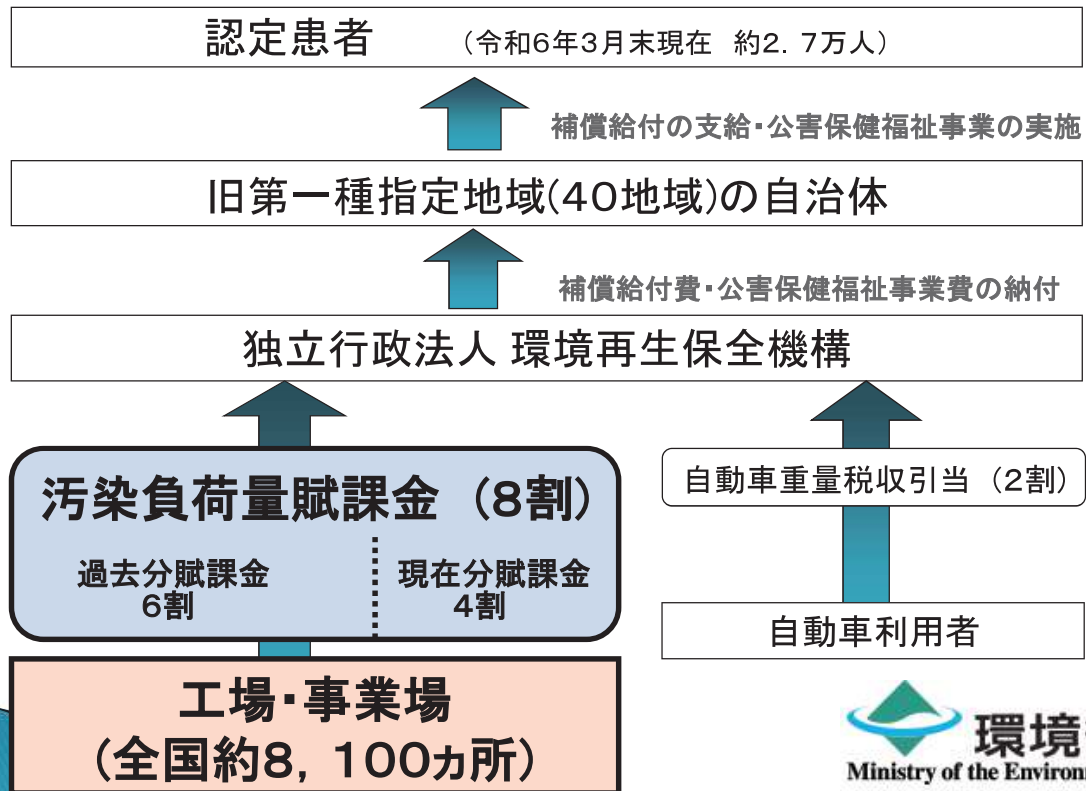 認定患者 (令和6年3月末現在 約2.7万人)
補償給付の支給・公害保健福祉事業の実施
旧第一種指定地域(40地域)の自治体
補償給付費・公害保健福祉事業費の納付
独立行政法人 環境再生保全機構
汚染負荷量賦課金 (8割)
過去分賦課金
6割
現在分賦課金
4割
自動車重量税収引当 (2割)
自動車利用者
工場・事業場
(全国約8,100ヵ所)
環境
Ministry of the Environ